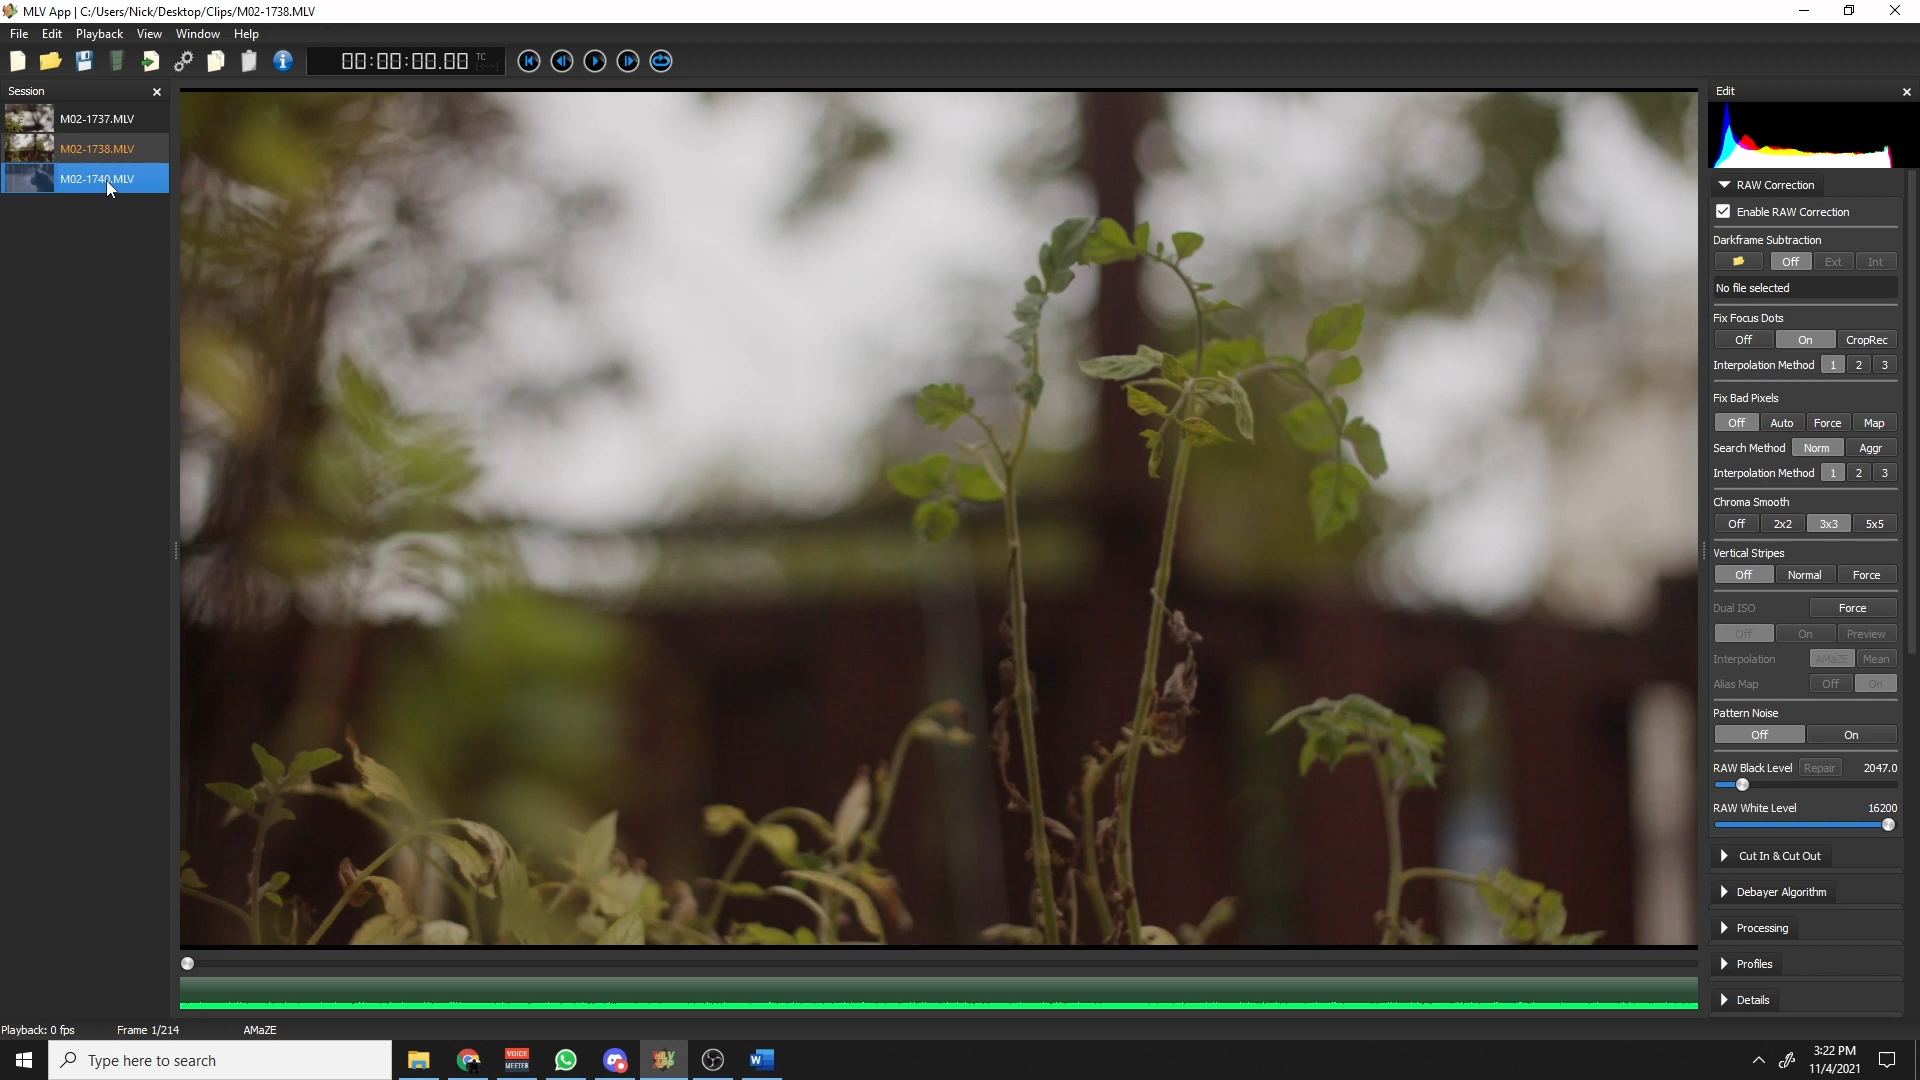 MLV App | C:/Users/Nick/Desktop/Clips/M02-1738.MLV
File Edit Playback View Window Help
00:00:00.00 TC
Session
M02-1737.MLV
M02-1738.MLV
M02-1740.MLV
Edit
RAW Correction
Enable RAW Correction
Darkframe Subtraction
Off Ext Int
No file selected
Fix Focus Dots
Off On CropRec
Interpolation Method 1 2 3
Fix Bad Pixels
Off Auto Force Map
Search Method Norm Aggr
Interpolation Method 1 2 3
Chroma Smooth
Off 2x2 3x3 5x5
Vertical Stripes
Off Normal Force
Dual ISO Force
Off On Preview
Interpolation AMaZE Mean
Alias Map Off On
Pattern Noise
Off On
RAW Black Level Repair 2047.0
RAW White Level 16200
Cut In & Cut Out
Debayer Algorithm
Processing
Profiles
Details
Playback: 0 fps Frame 1/214 AMaZE
Type here to search
VOICE
MEETER
MLV
APP
3:22 PM
11/4/2021